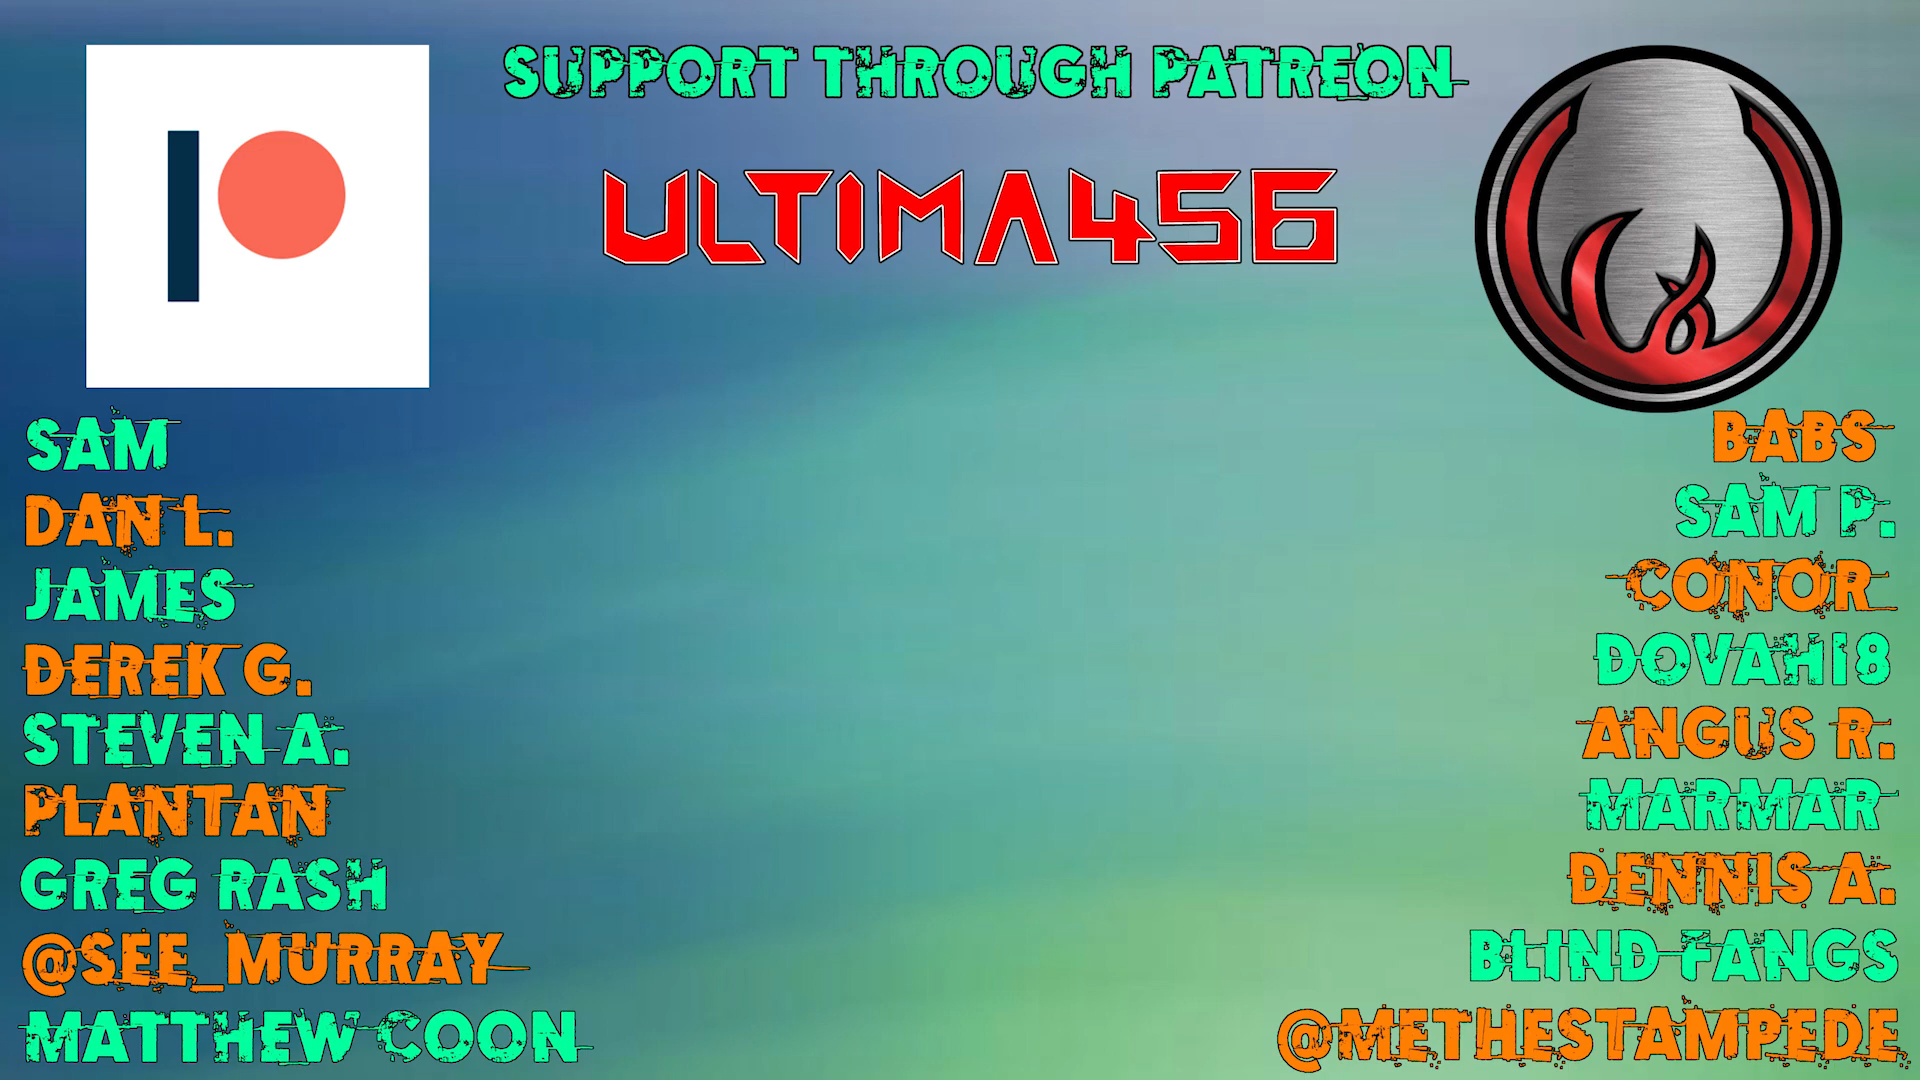 SUPPORT THROUGH PATREON
ULTIMA456
SAM
DAN L.
JAMES
DEREK G.
STEVEN A.
PLANTAN
GREG RASH
@SEE_MURRAY
MATTHEW COON
BABS
SAM P.
CONOR
DOVAH18
ANGUS R.
MARMAR
DENNIS A.
BLIND FANGS
@METHESTAMPEDE